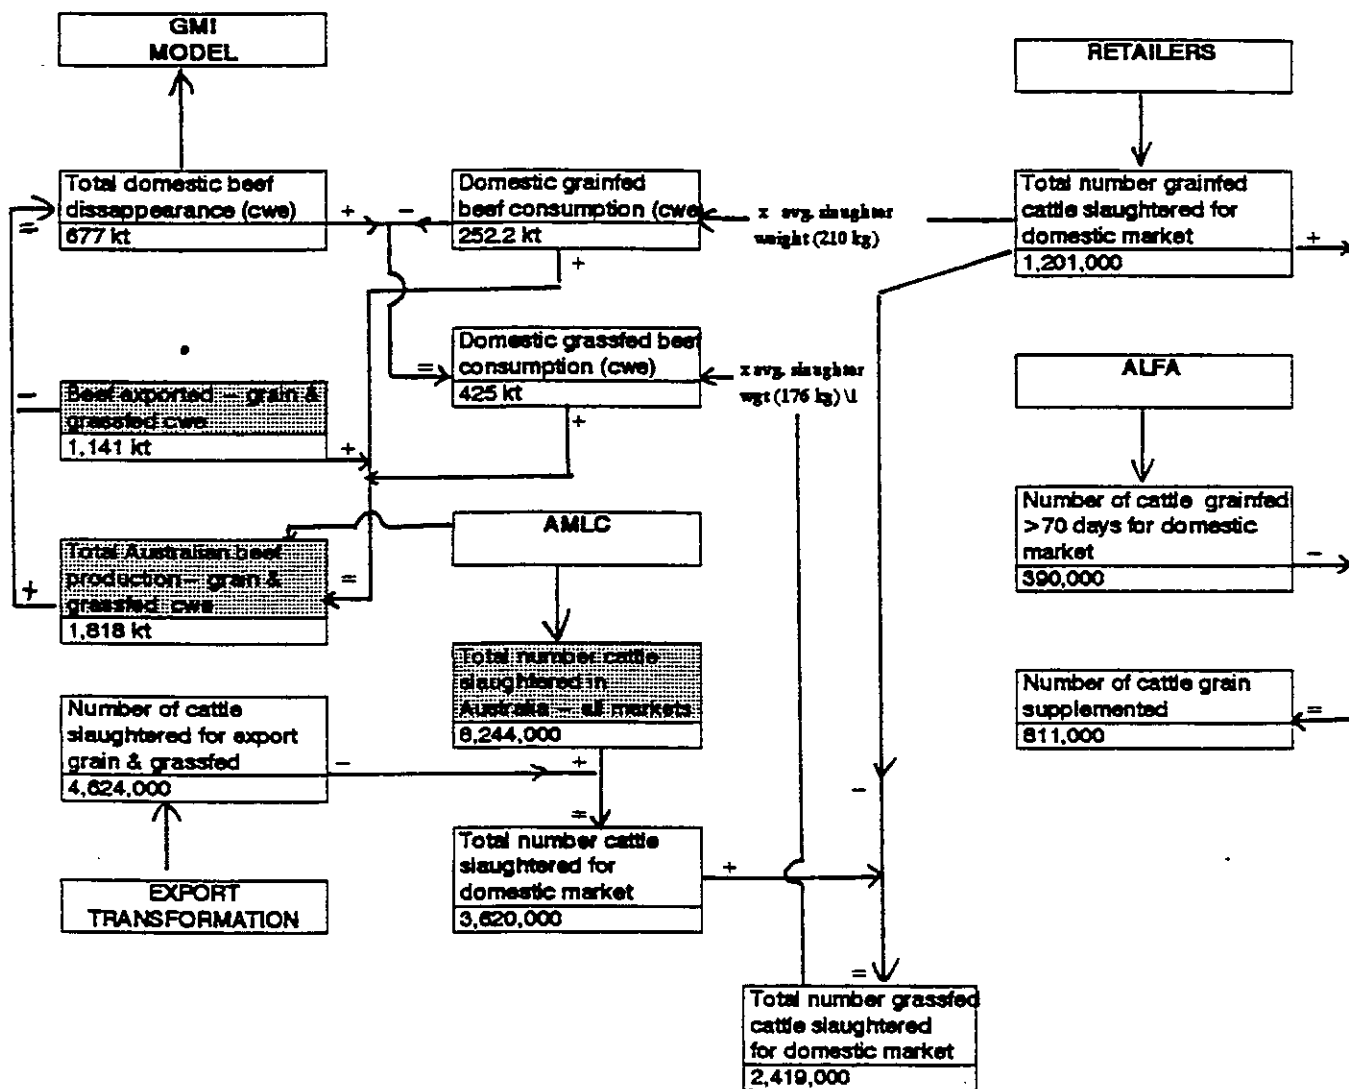 GMI
MODEL
RETAILERS
Total domestic beef
dissappearance (cwe)
677 kt
+
−
=
Domestic grainfed
beef consumption (cwe
252.2 kt
+
x avg. slaughter
weight (210 kg)
Total number grainfed
cattle slaughtered for
domestic market
1,201,000
+
Domestic grassfed beef
consumption (cwe)
425 kt
=
+
x avg. slaughter
wgt (176 kg) \1
ALFA
−
Beef exported – grain &
grassfed cwe
1,141 kt
+
Number of cattle grainfed
>70 days for domestic
market
390,000
−
AMLC
Total Australian beef
production – grain &
grassfed cwe
1,818 kt
+
=
Total number cattle
slaughtered in
Australia – all markets
8,244,000
Number of cattle grain
supplemented
811,000
=
Number of cattle
slaughtered for export
grain & grassfed
4,624,000
−
+
=
−
Total number cattle
slaughtered for
domestic market
3,620,000
+
EXPORT
TRANSFORMATION
=
Total number grassfed
cattle slaughtered
for domestic market
2,419,000